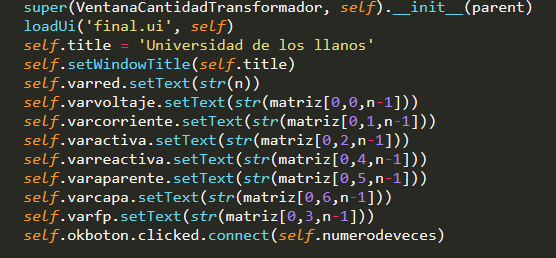 super(VentanaCantidadTransformador, self).__init__(parent)
loadUi('final.ui', self)
self.title = 'Universidad de los llanos'
self.setWindowTitle(self.title)
self.varred.setText(str(n))
self.varvoltaje.setText(str(matriz[0,0,n-1]))
self.varcorriente.setText(str(matriz[0,1,n-1]))
self.varactiva.setText(str(matriz[0,2,n-1]))
self.varreactiva.setText(str(matriz[0,4,n-1]))
self.varaparente.setText(str(matriz[0,5,n-1]))
self.varcapa.setText(str(matriz[0,6,n-1]))
self.varfp.setText(str(matriz[0,3,n-1]))
self.okboton.clicked.connect(self.numerodeveces)